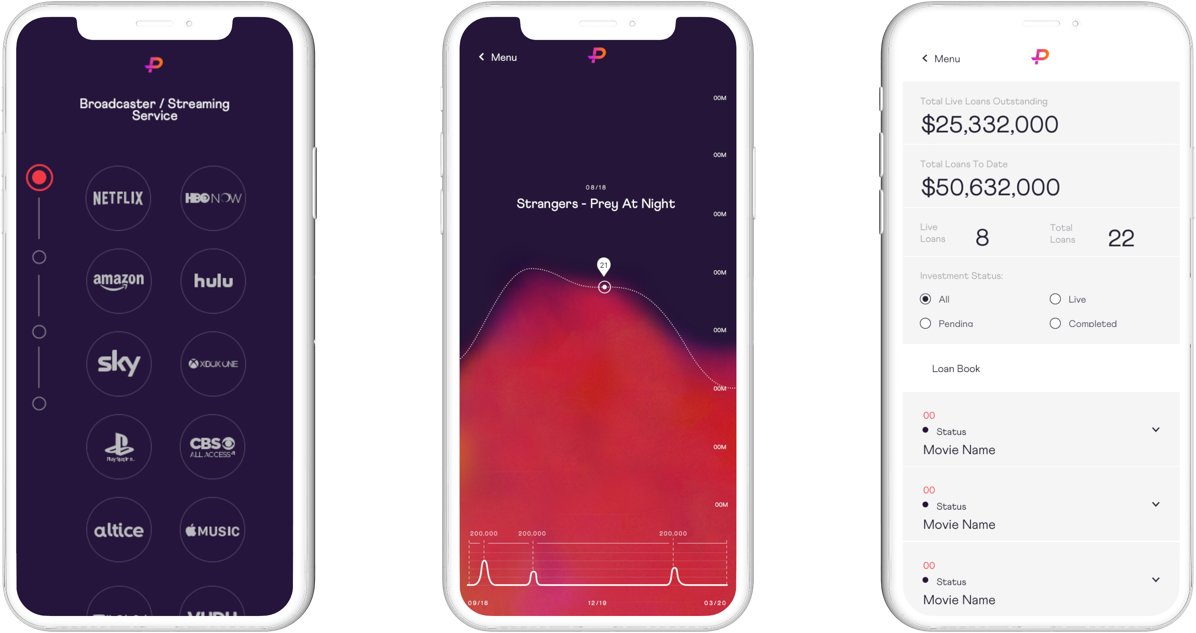 Broadcaster / Streaming
Service
NETFLIX
HBO NOW
amazon
hulu
sky
XBOX ONE
PlayStation
CBS
ALL ACCESS
altice
MUSIC
VUDU
Menu
00M
00M
00M
00M
00M
00M
00M
00M
08/18
Strangers - Prey At Night
21
200,000
200,000
200,000
09/18
12/19
03/20
Menu
Total Live Loans Outstanding
$25,332,000
Total Loans To Date
$50,632,000
Live
Loans
8
Total
Loans
22
Investment Status:
All
Live
Pending
Completed
Loan Book
00
Status
Movie Name
00
Status
Movie Name
00
Status
Movie Name